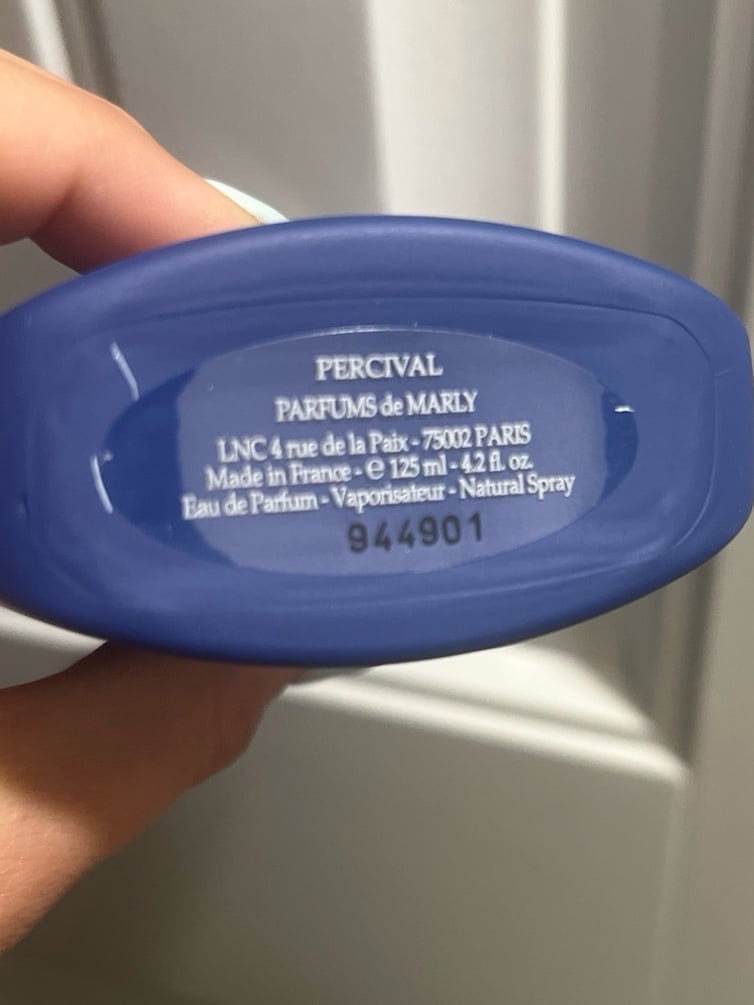 PERCIVAL
PARFUMS de MARLY
LNC 4 rue de la Paix - 75002 PARIS
Made in France - ℮ 125 ml - 4.2 fl. oz.
Eau de Parfum - Vaporisateur - Natural Spray
944901